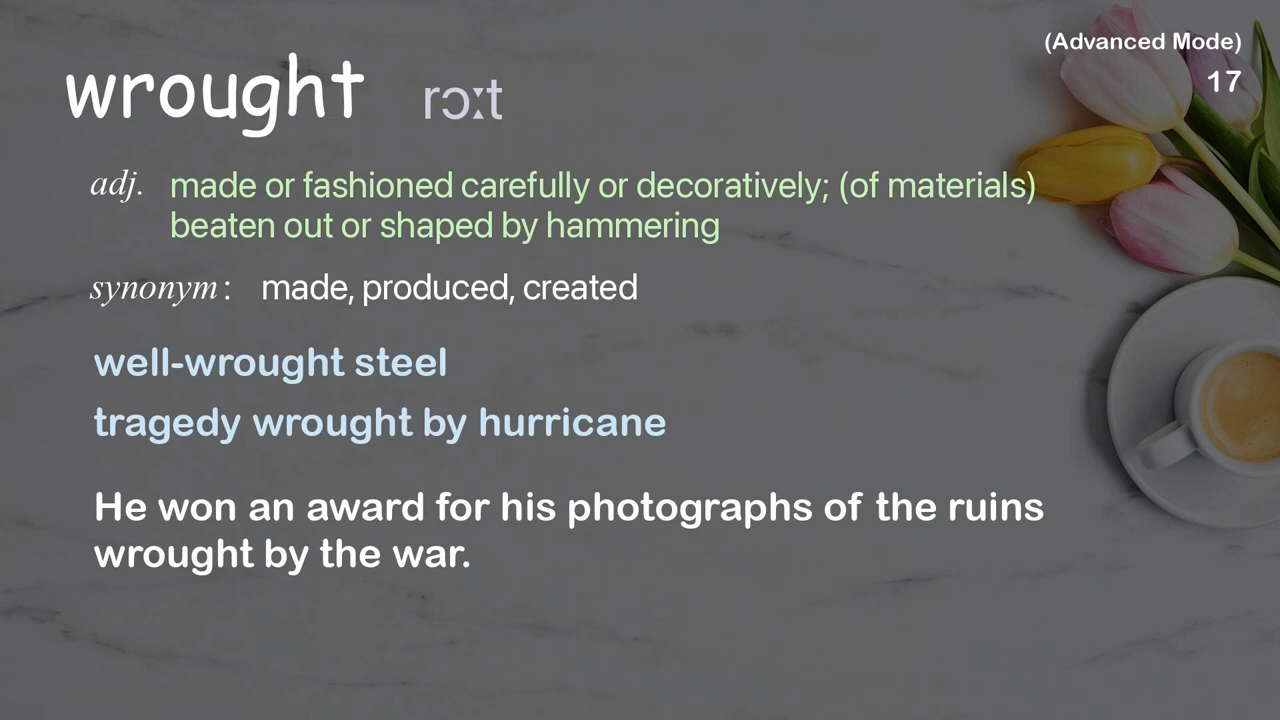 (Advanced Mode)
17
wrought rɔːt
adj. made or fashioned carefully or decoratively; (of materials)
beaten out or shaped by hammering
synonym : made, produced, created
well-wrought steel
tragedy wrought by hurricane
He won an award for his photographs of the ruins
wrought by the war.